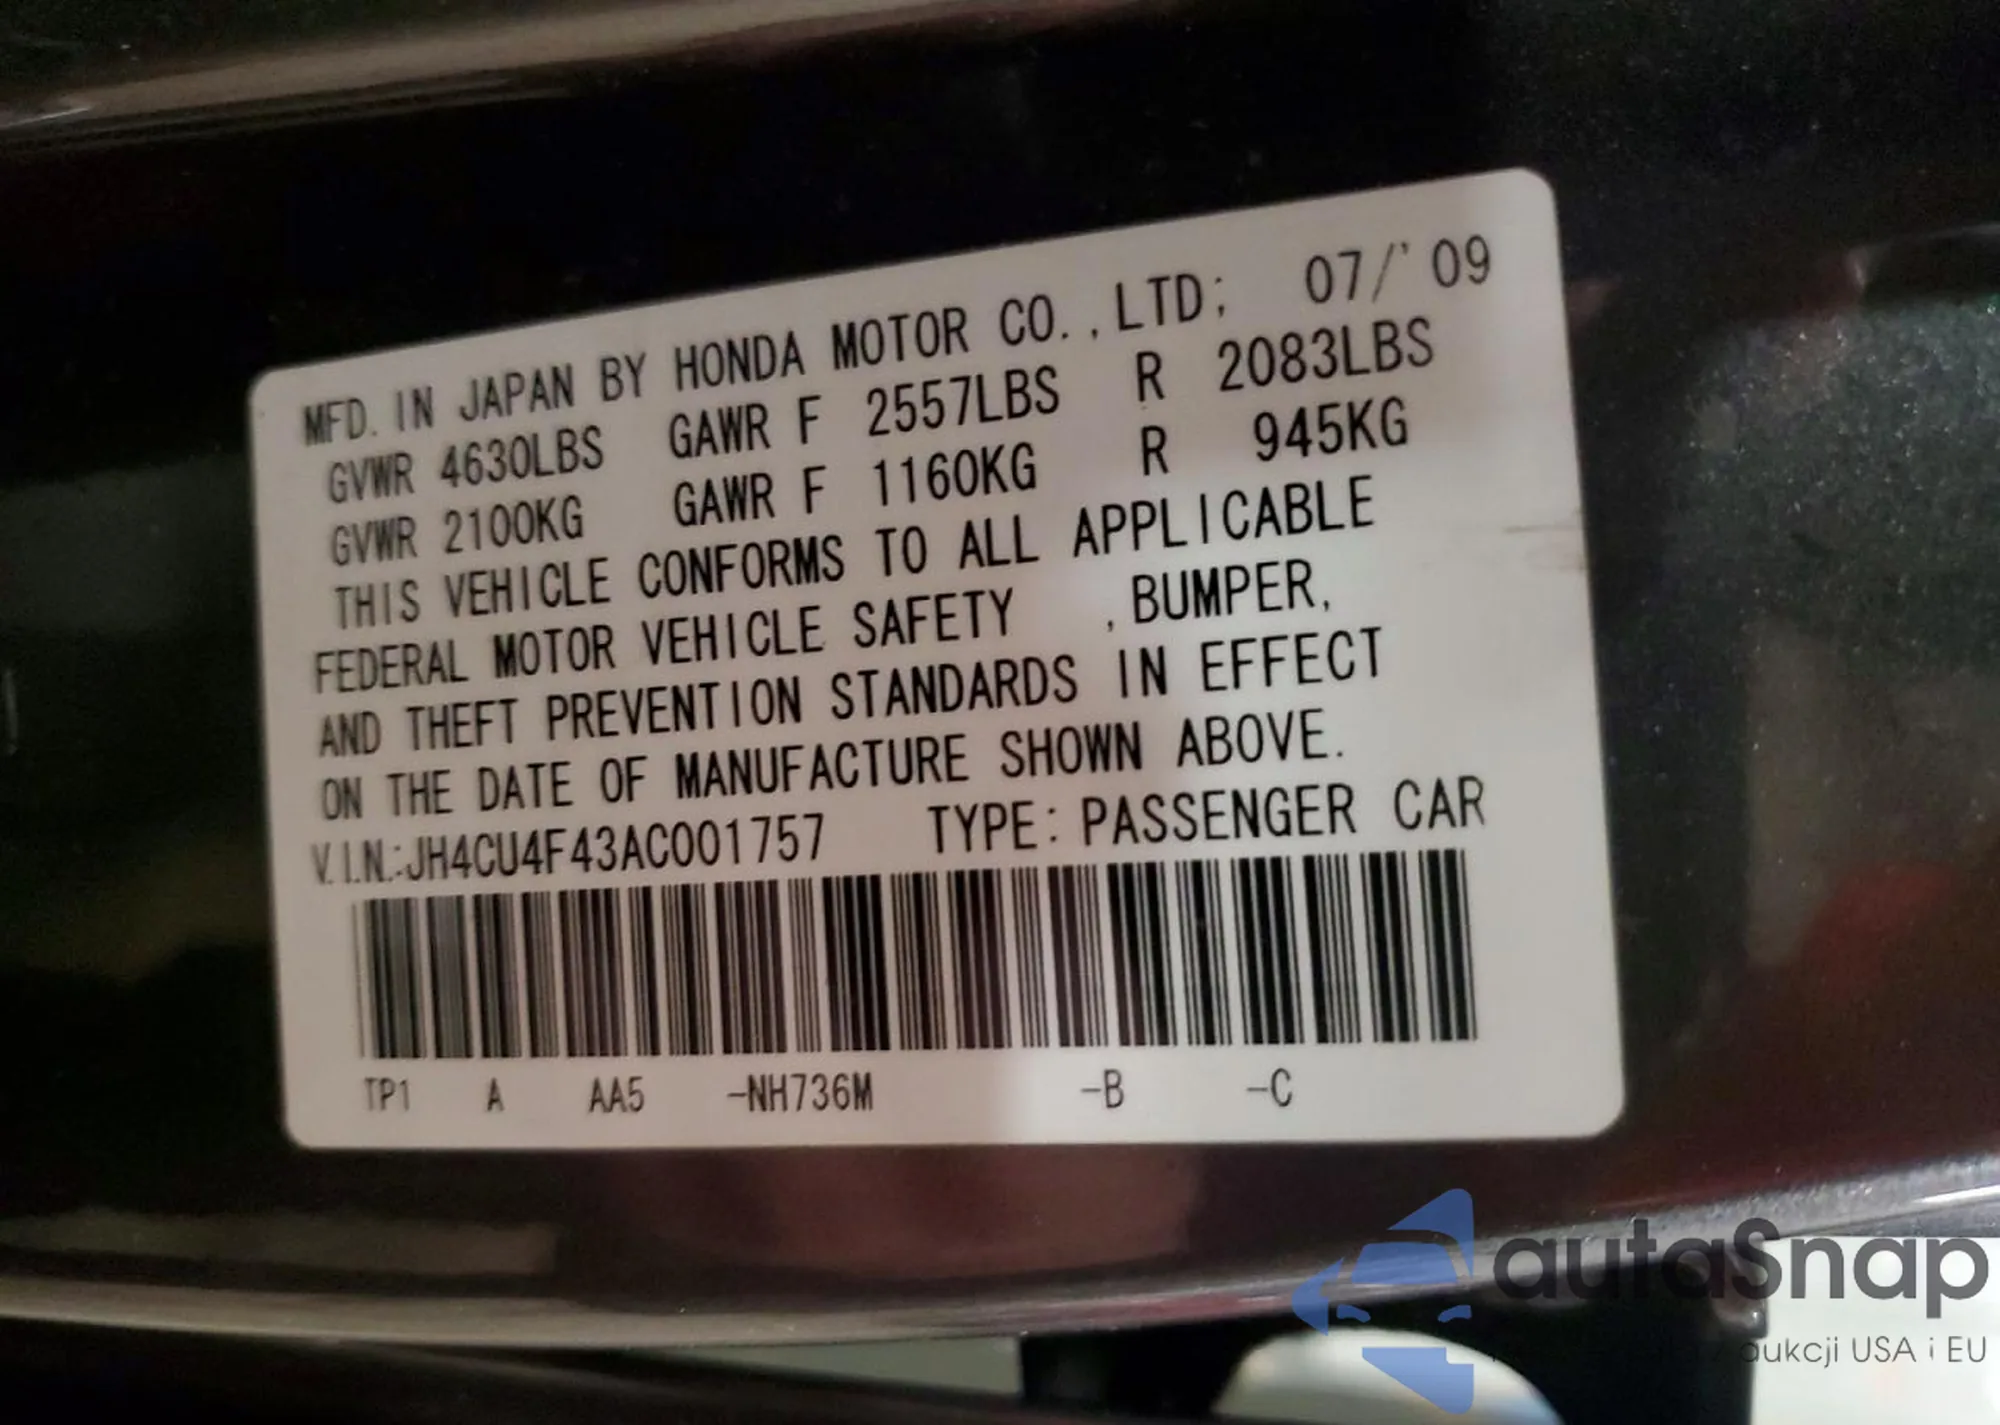 MFD. IN JAPAN BY HONDA MOTOR CO.,LTD; 07/'09
GVWR 4630LBS GAWR F 2557LBS R 2083LBS
GVWR 2100KG GAWR F 1160KG R 945KG
THIS VEHICLE CONFORMS TO ALL APPLICABLE
FEDERAL MOTOR VEHICLE SAFETY , BUMPER,
AND THEFT PREVENTION STANDARDS IN EFFECT
ON THE DATE OF MANUFACTURE SHOWN ABOVE.
V.I.N.:JH4CU4F43AC001757 TYPE: PASSENGER CAR
TP1 A AA5 -NH736M -B -C
autaSnap
aukcji USA i EU